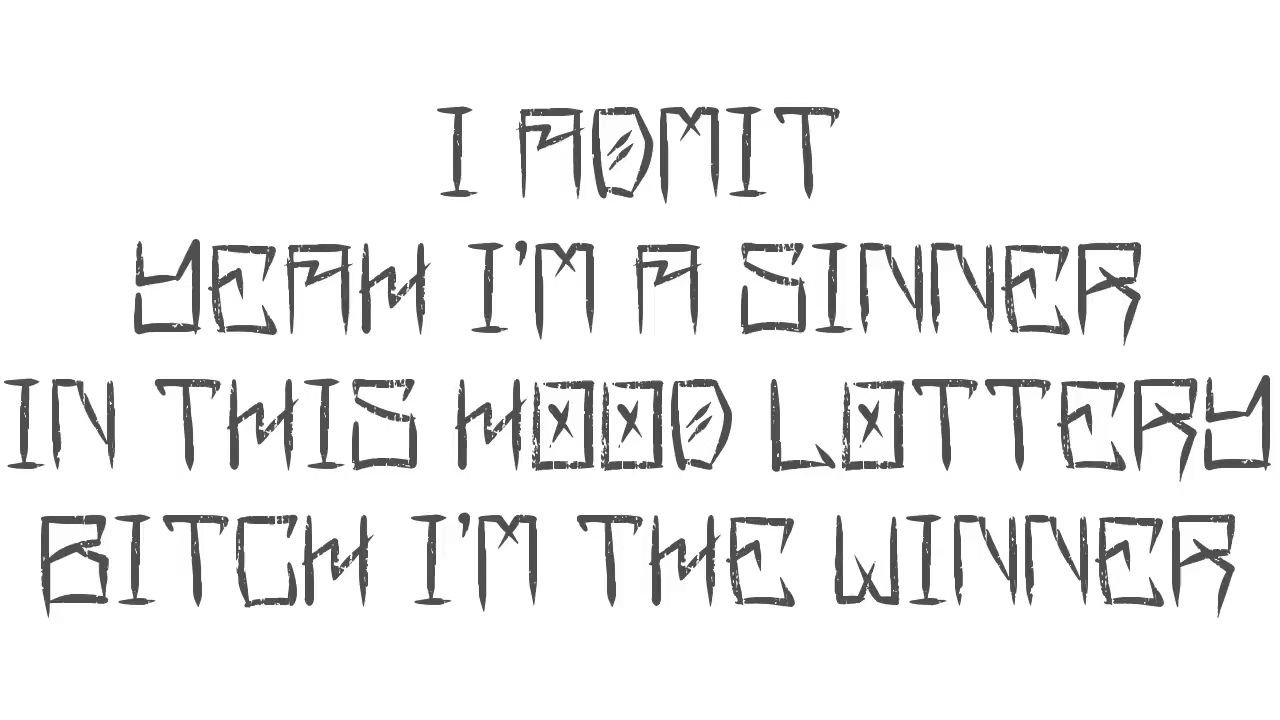 I ADMIT
YEAH I'M A SINNER
IN THIS HOOD LOTTERY
BITCH I'M THE WINNER